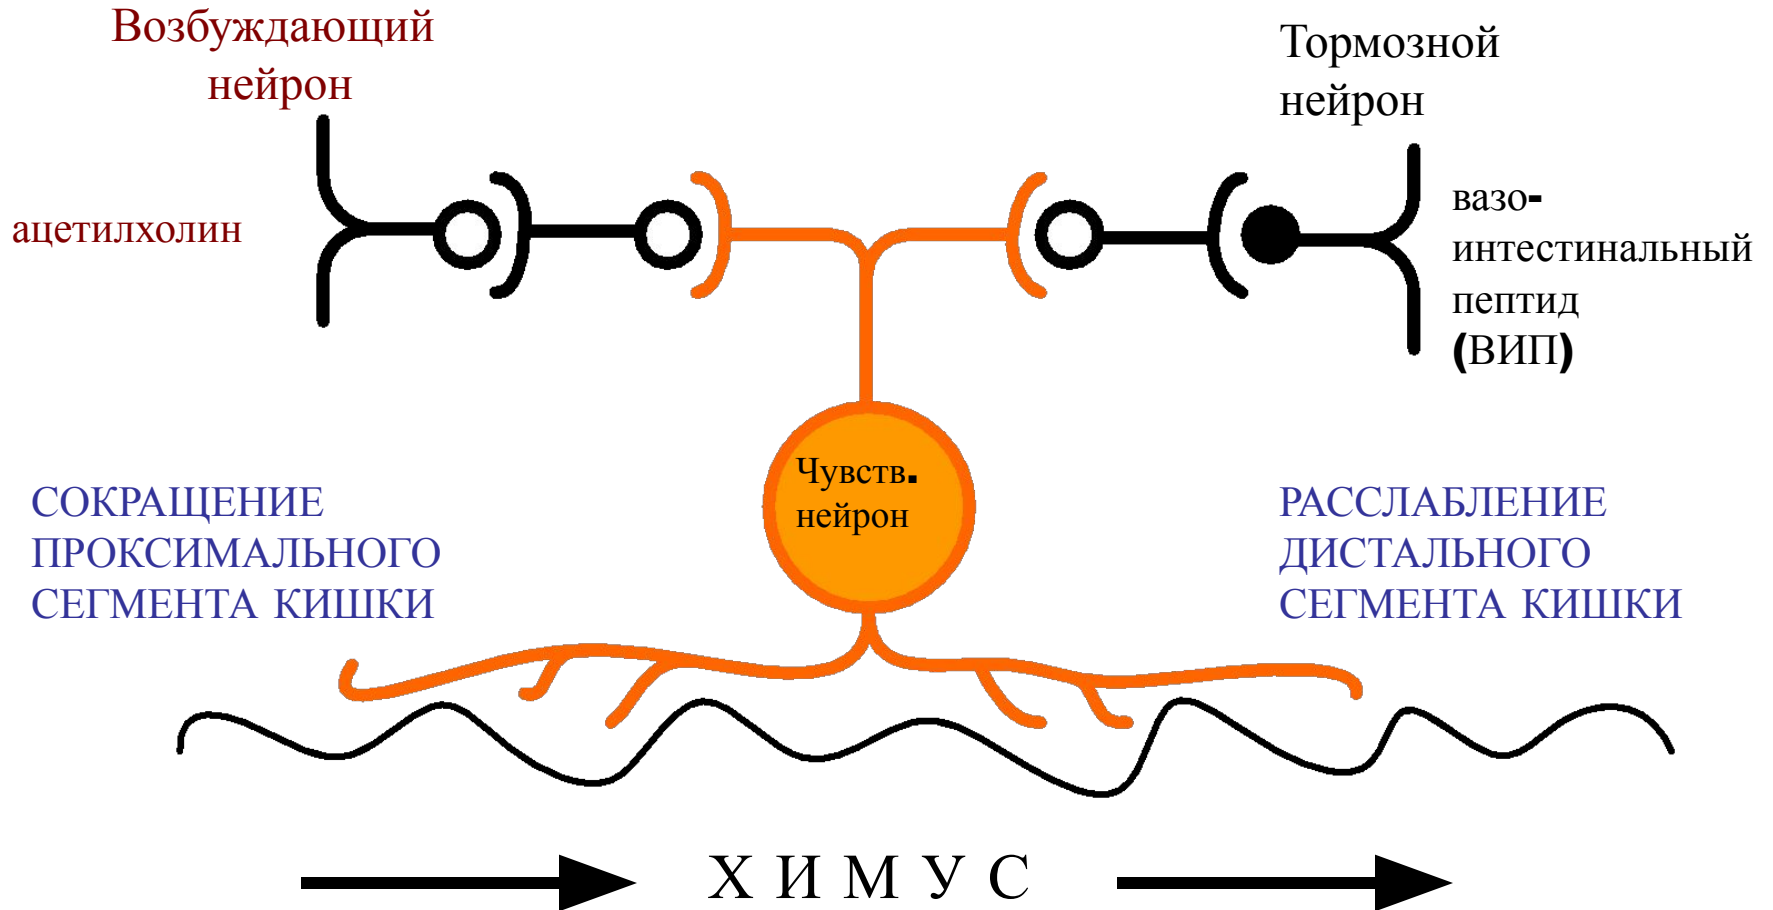 Возбуждающий
нейрон
ацетилхолин
Тормозной
нейрон
вазо-
интестинальный
пептид
(ВИП)
Чувств.
нейрон
СОКРАЩЕНИЕ
ПРОКСИМАЛЬНОГО
СЕГМЕНТА КИШКИ
РАССЛАБЛЕНИЕ
ДИСТАЛЬНОГО
СЕГМЕНТА КИШКИ
Х И М У С